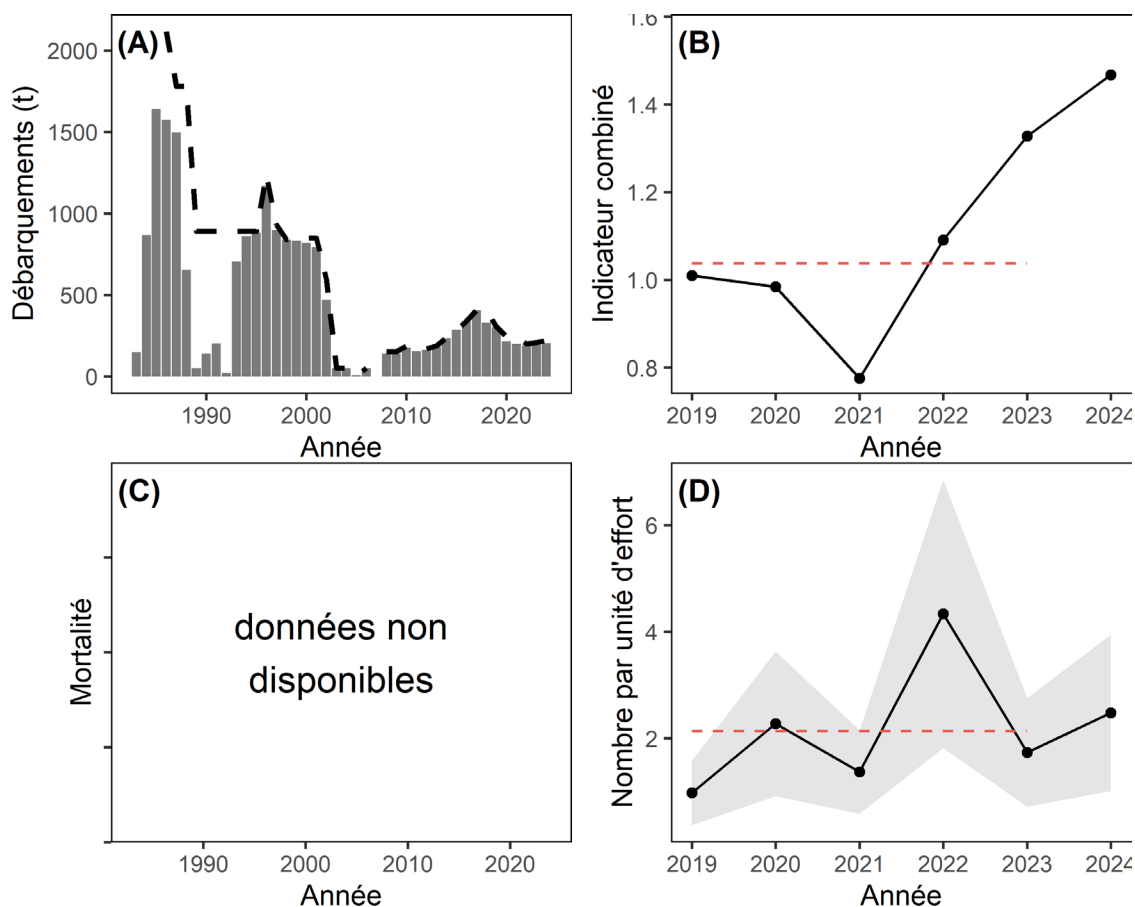 (A)
Débarquements (t)
2000
1500
1000
500
0
1990
2000
2010
2020
Année
(B)
Indicateur combiné
1.6
1.4
1.2
1.0
0.8
2019
2020
2021
2022
2023
2024
Année
(C)
Mortalité
données non
disponibles
1990
2000
2010
2020
Année
(D)
Nombre par unité d'effort
6
4
2
2019
2020
2021
2022
2023
2024
Année